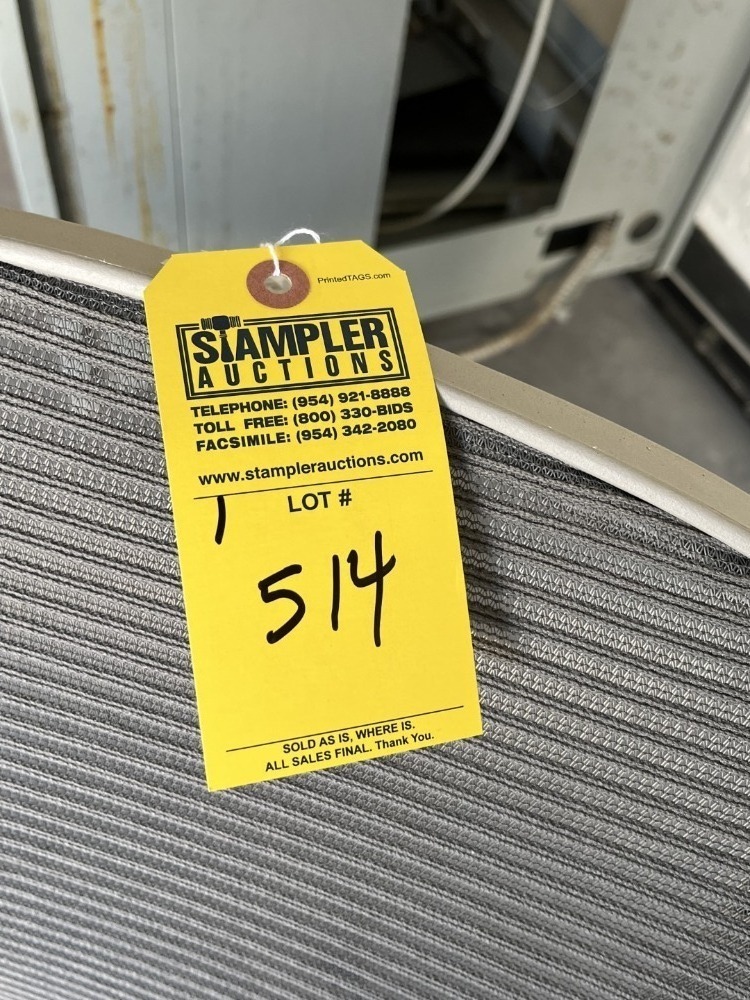 PrintedTAGS.com
STAMPLER
AUCTIONS
TELEPHONE: (954) 921-8888
TOLL FREE: (800) 330-BIDS
FACSIMILE: (954) 342-2080
www.stamplerauctions.com
LOT #
1
514
SOLD AS IS, WHERE IS.
ALL SALES FINAL. Thank You.